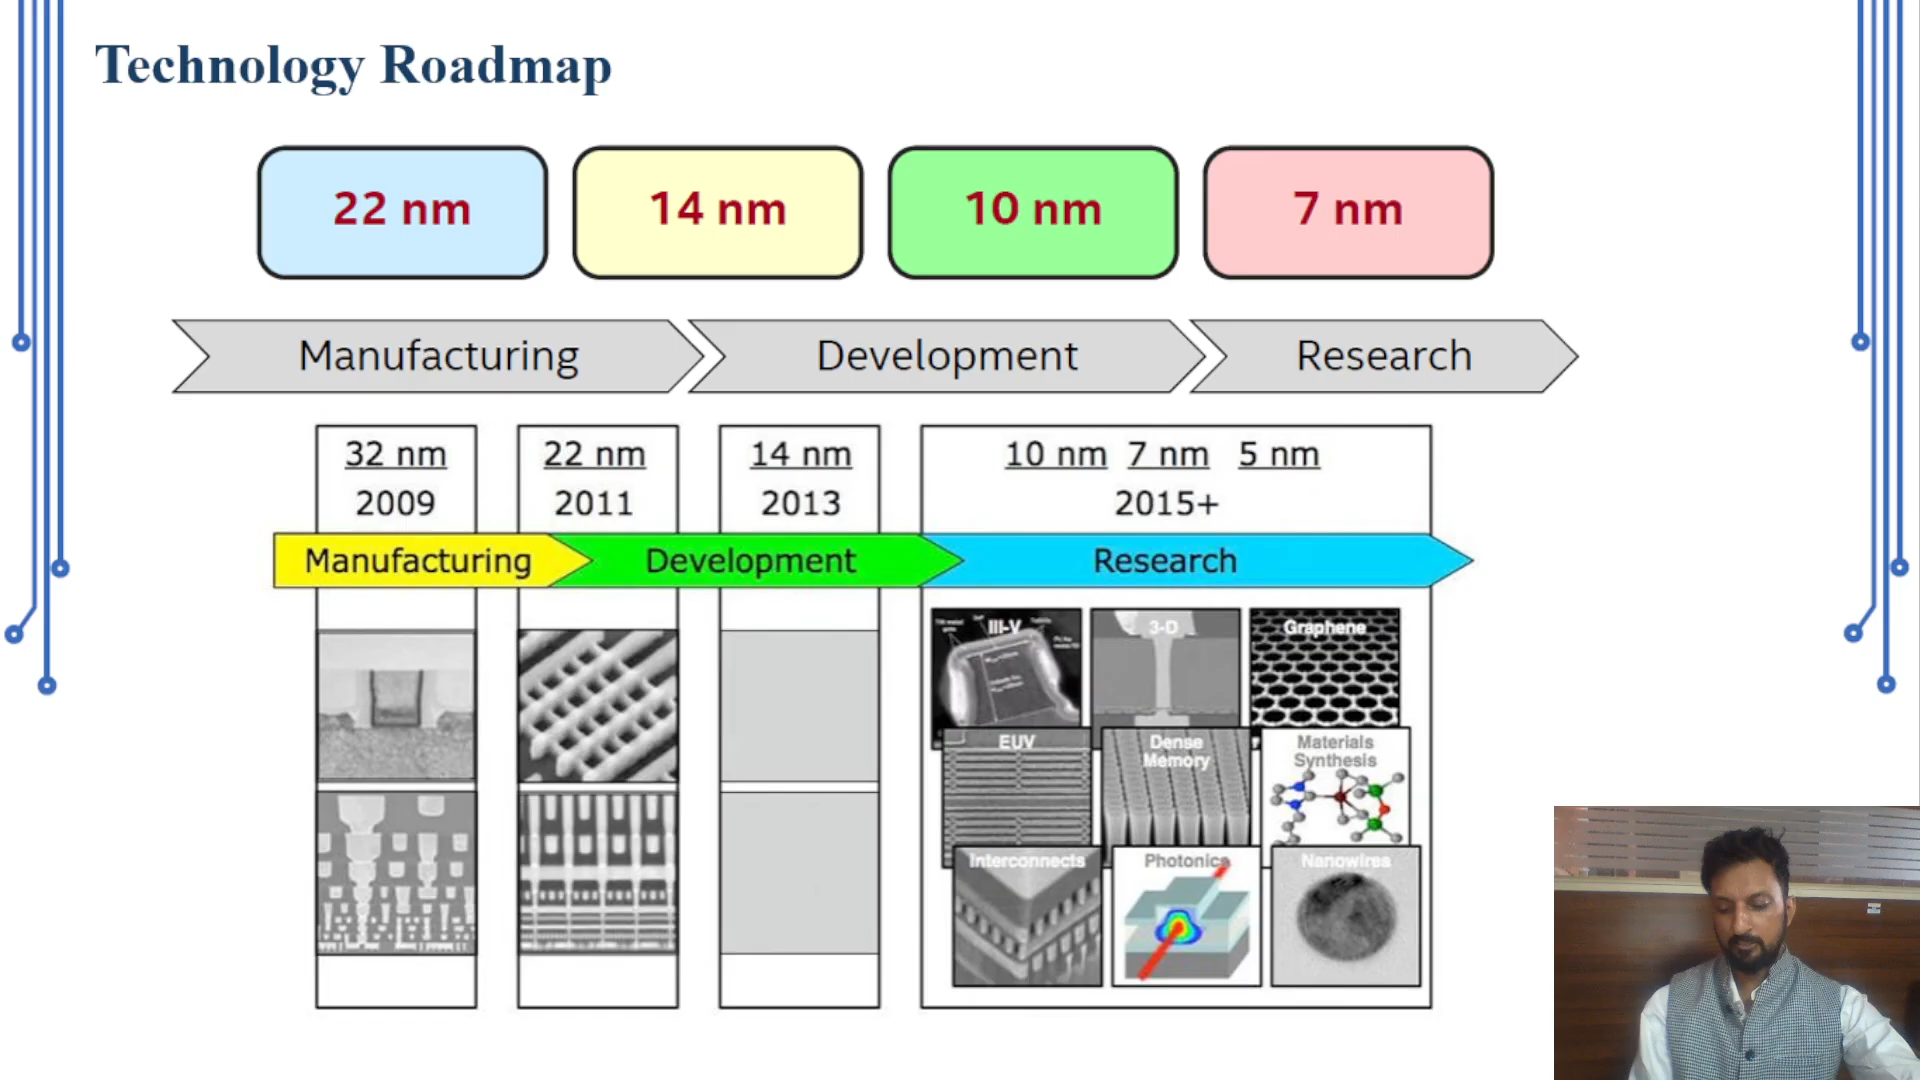 Technology Roadmap
22 nm 14 nm 10 nm 7 nm
Manufacturing Development Research
32 nm 22 nm 14 nm 10 nm 7 nm 5 nm
2009 2011 2013 2015+
Manufacturing Development Research
III-V 3-D Graphene
EUV Dense Memory Materials Synthesis
Interconnects Photonics Nanowires